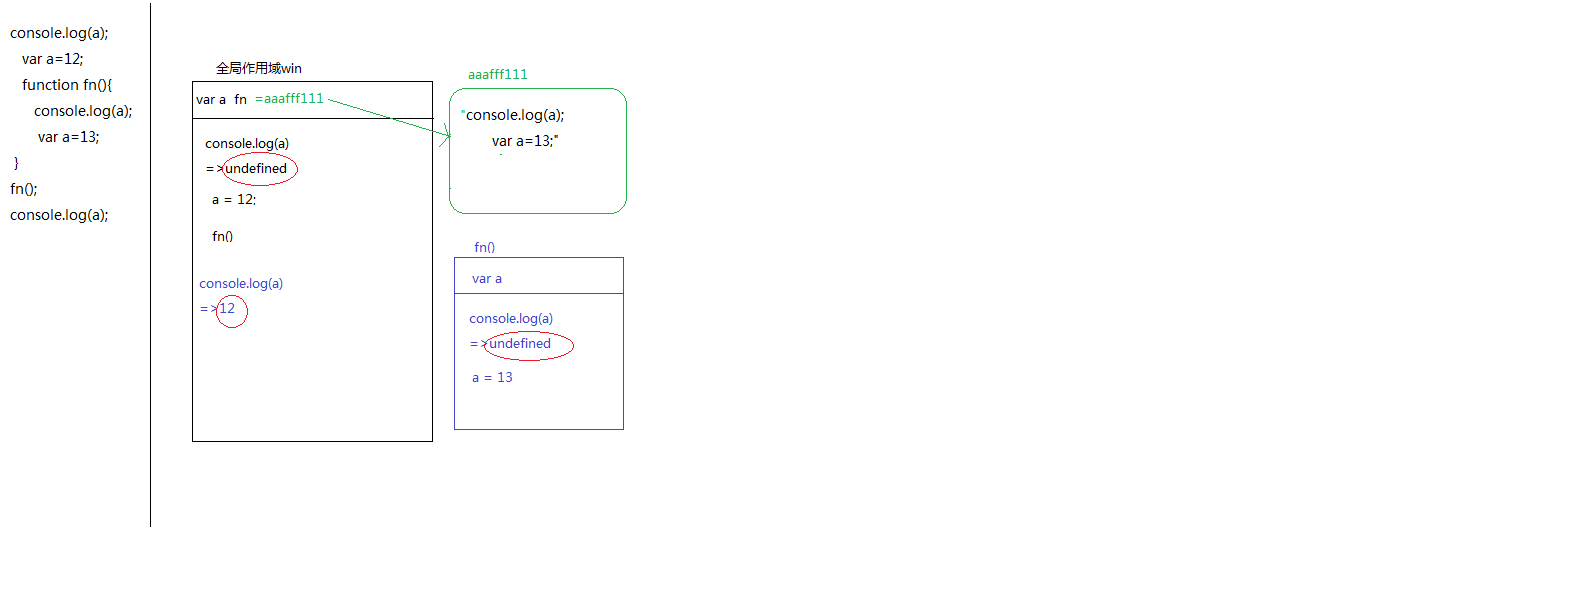 console.log(a);
var a=12;
function fn(){
console.log(a);
var a=13;
}
fn();
console.log(a);
全局作用域win
var a  fn  =aaafff111
console.log(a)
=>undefined
a = 12;
fn()
console.log(a)
=>12
aaafff111
"console.log(a);
var a=13;"
fn()
var a
console.log(a)
=>undefined
a = 13